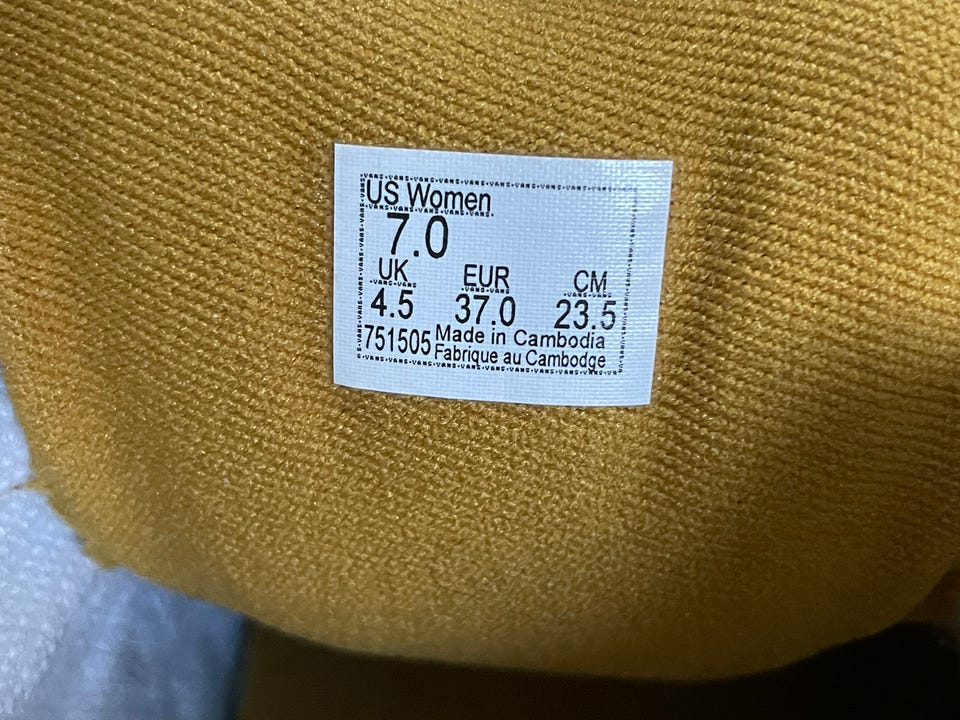 US Women
7.0
UK EUR CM
4.5 37.0 23.5
751505 Made in Cambodia
Fabrique au Cambodge